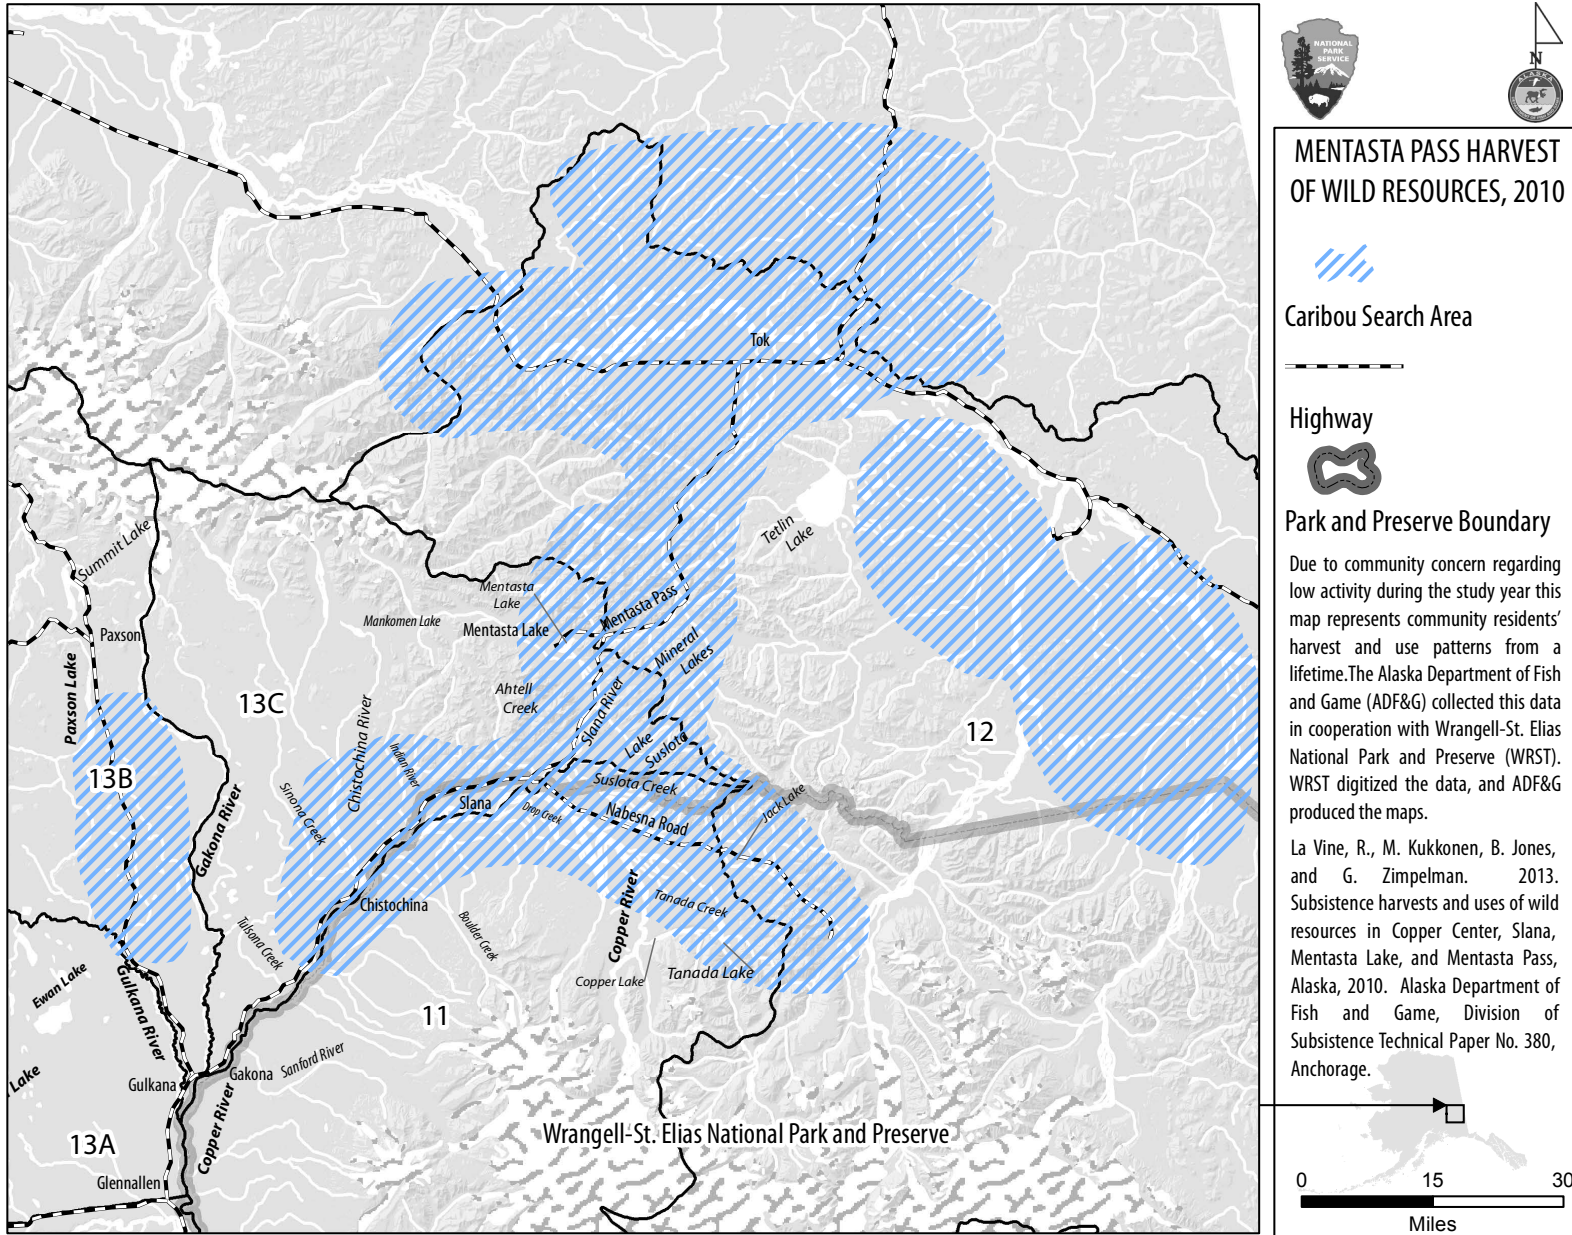 NATIONAL
PARK
SERVICE
N
ALASKA
MENTASTA PASS HARVEST
OF WILD RESOURCES, 2010
Caribou Search Area
Highway
Park and Preserve Boundary
Due to community concern regarding
low activity during the study year this
map represents community residents'
harvest and use patterns from a
lifetime.The Alaska Department of Fish
and Game (ADF&G) collected this data
in cooperation with Wrangell-St. Elias
National Park and Preserve (WRST).
WRST digitized the data, and ADF&G
produced the maps.
La Vine, R., M. Kukkonen, B. Jones,
and G. Zimpelman. 2013.
Subsistence harvests and uses of wild
resources in Copper Center, Slana,
Mentasta Lake, and Mentasta Pass,
Alaska, 2010. Alaska Department of
Fish and Game, Division of
Subsistence Technical Paper No. 380,
Anchorage.
0 15 30
Miles
Tok
Tetlin
Lake
Summit Lake
Mentasta
Lake
Mankomen Lake
Mentasta Lake
Mentasta Pass
Paxson
Paxson Lake
Mineral
Lakes
Ahtell
Creek
Slana River
13C
12
Lake
Suslota
Chistochina River
Indian River
13B
Suslota Creek
Sinona Creek
Slana
Drop Creek
Nabesna Road
Jack Lake
Gakona River
Chistochina
Copper River
Tanada Creek
Boulder Creek
Tulsona Creek
Tanada Lake
Copper Lake
Ewan Lake
Gulkana River
11
Lake
Gakona
Sanford River
Gulkana
Copper River
13A
Wrangell-St. Elias National Park and Preserve
Glennallen